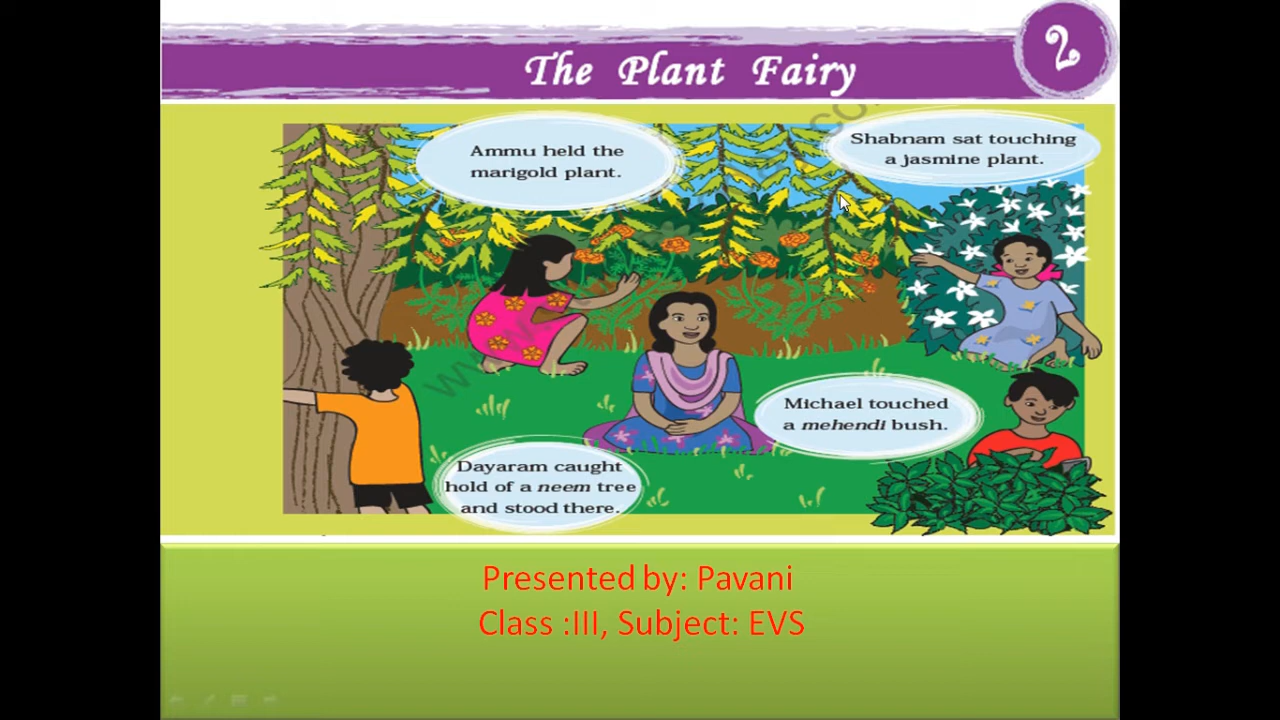 The Plant Fairy
2
Ammu held the
marigold plant.
Shabnam sat touching
a jasmine plant.
Michael touched
a mehendi bush.
Dayaram caught
hold of a neem tree
and stood there.
Presented by: Pavani
Class :III, Subject: EVS